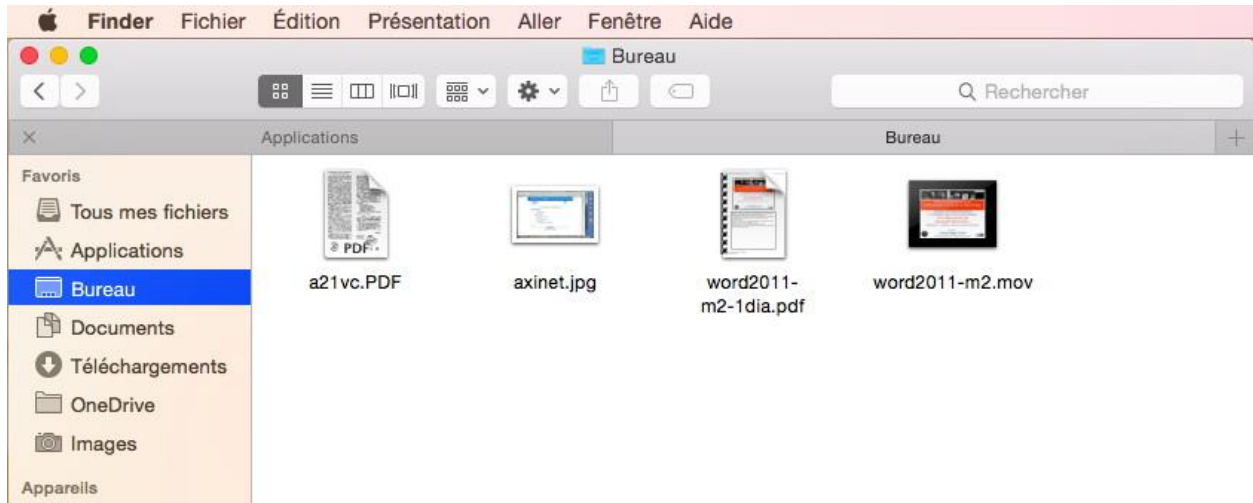 Finder Fichier Édition Présentation Aller Fenêtre Aide
Bureau
Rechercher
Applications
Bureau
Favoris
Tous mes fichiers
Applications
Bureau
Documents
Téléchargements
OneDrive
Images
Appareils
PDF
a21vc.PDF
axinet.jpg
word2011-
m2-1dia.pdf
word2011-m2.mov